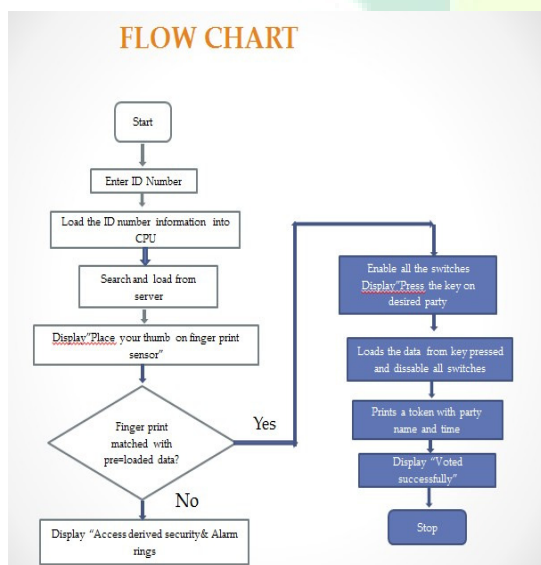 FLOW CHART
Start
Enter ID Number
Load the ID number information into
CPU
Search and load from
server
Display"Place your thumb on finger print
sensor"
Finger print
matched with
pre=loaded data?
Yes
No
Display "Access derived security& Alarm
rings
Enable all the switches
Display"Press the key on
desired party
Loads the data from key pressed
and dissable all switches
Prints a token with party
name and time
Display "Voted
successfully"
Stop